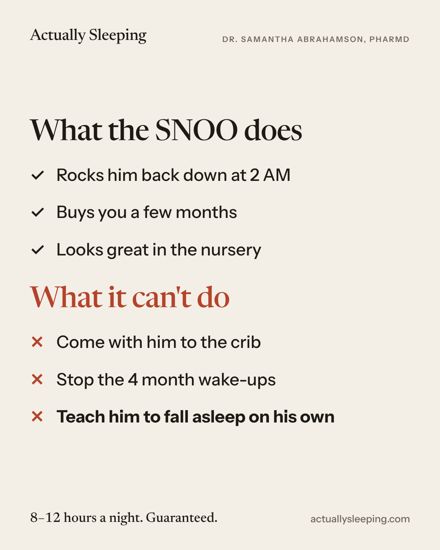 Actually Sleeping
DR. SAMANTHA ABRAHAMSON, PHARMD
What the SNOO does
✓ Rocks him back down at 2 AM
✓ Buys you a few months
✓ Looks great in the nursery
What it can't do
✕ Come with him to the crib
✕ Stop the 4 month wake-ups
✕ Teach him to fall asleep on his own
8–12 hours a night. Guaranteed.
actuallysleeping.com